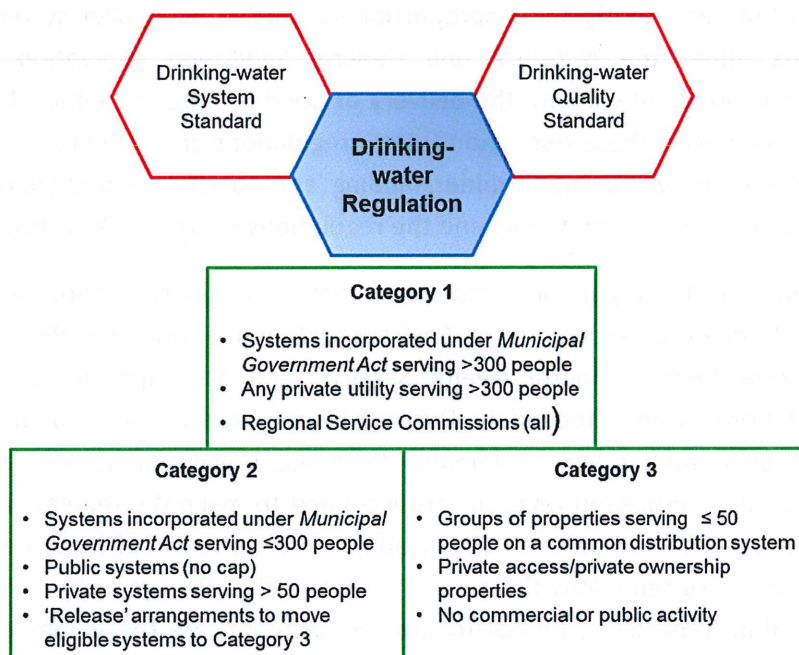 Drinking-water
System
Standard
Drinking-water
Quality
Standard
Drinking-
water
Regulation
Category 1
• Systems incorporated under Municipal
Government Act serving >300 people
• Any private utility serving >300 people
• Regional Service Commissions (all)
Category 2
• Systems incorporated under Municipal
Government Act serving ≤300 people
• Public systems (no cap)
• Private systems serving > 50 people
• 'Release' arrangements to move
eligible systems to Category 3
Category 3
• Groups of properties serving ≤ 50
people on a common distribution system
• Private access/private ownership
properties
• No commercial or public activity